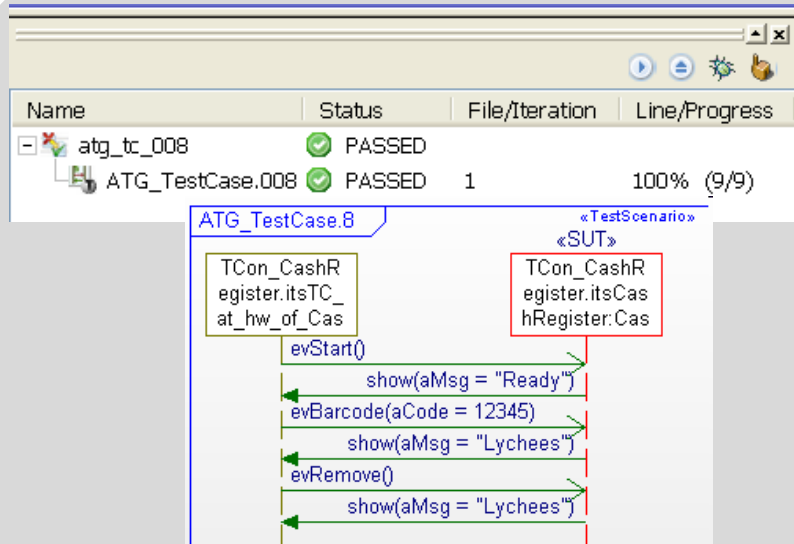 Name Status File/Iteration Line/Progress
atg_tc_008 PASSED
ATG_TestCase.008 PASSED 1 100% (9/9)
ATG_TestCase.8 «TestScenario»
«SUT»
TCon_CashR
egister.itsTC_
at_hw_of_Cas
TCon_CashR
egister.itsCas
hRegister:Cas
evStart()
show(aMsg = "Ready")
evBarcode(aCode = 12345)
show(aMsg = "Lychees")
evRemove()
show(aMsg = "Lychees")